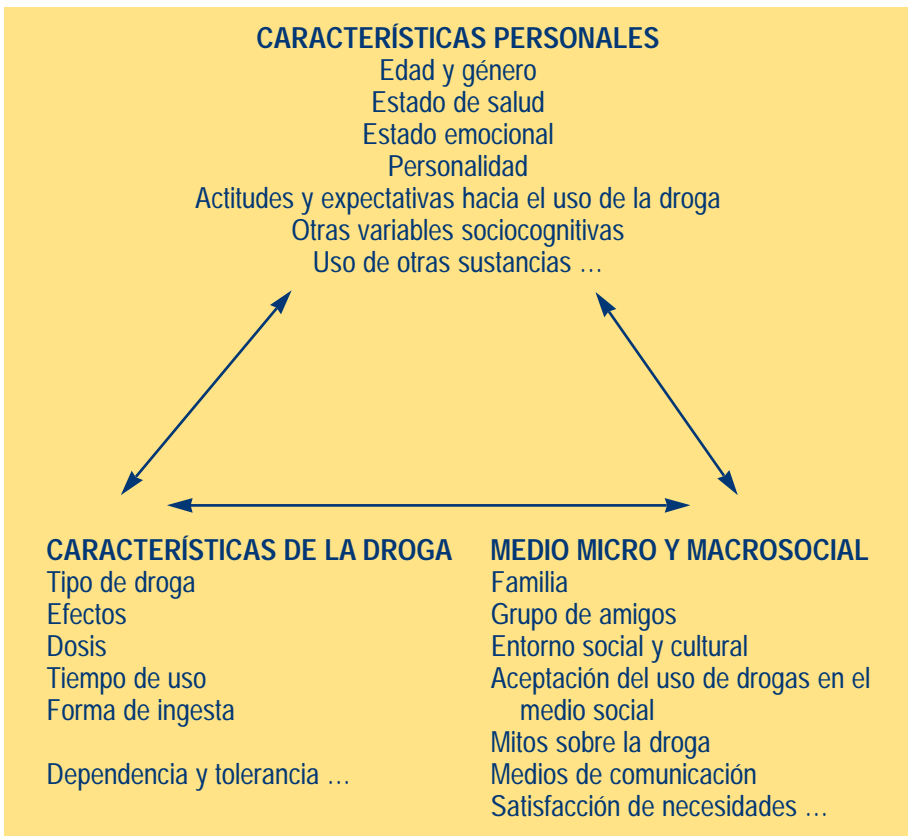 CARACTERÍSTICAS PERSONALES
Edad y género
Estado de salud
Estado emocional
Personalidad
Actitudes y expectativas hacia el uso de la droga
Otras variables sociocognitivas
Uso de otras sustancias …
CARACTERÍSTICAS DE LA DROGA
Tipo de droga
Efectos
Dosis
Tiempo de uso
Forma de ingesta
Dependencia y tolerancia …
MEDIO MICRO Y MACROSOCIAL
Familia
Grupo de amigos
Entorno social y cultural
Aceptación del uso de drogas en el
medio social
Mitos sobre la droga
Medios de comunicación
Satisfacción de necesidades …